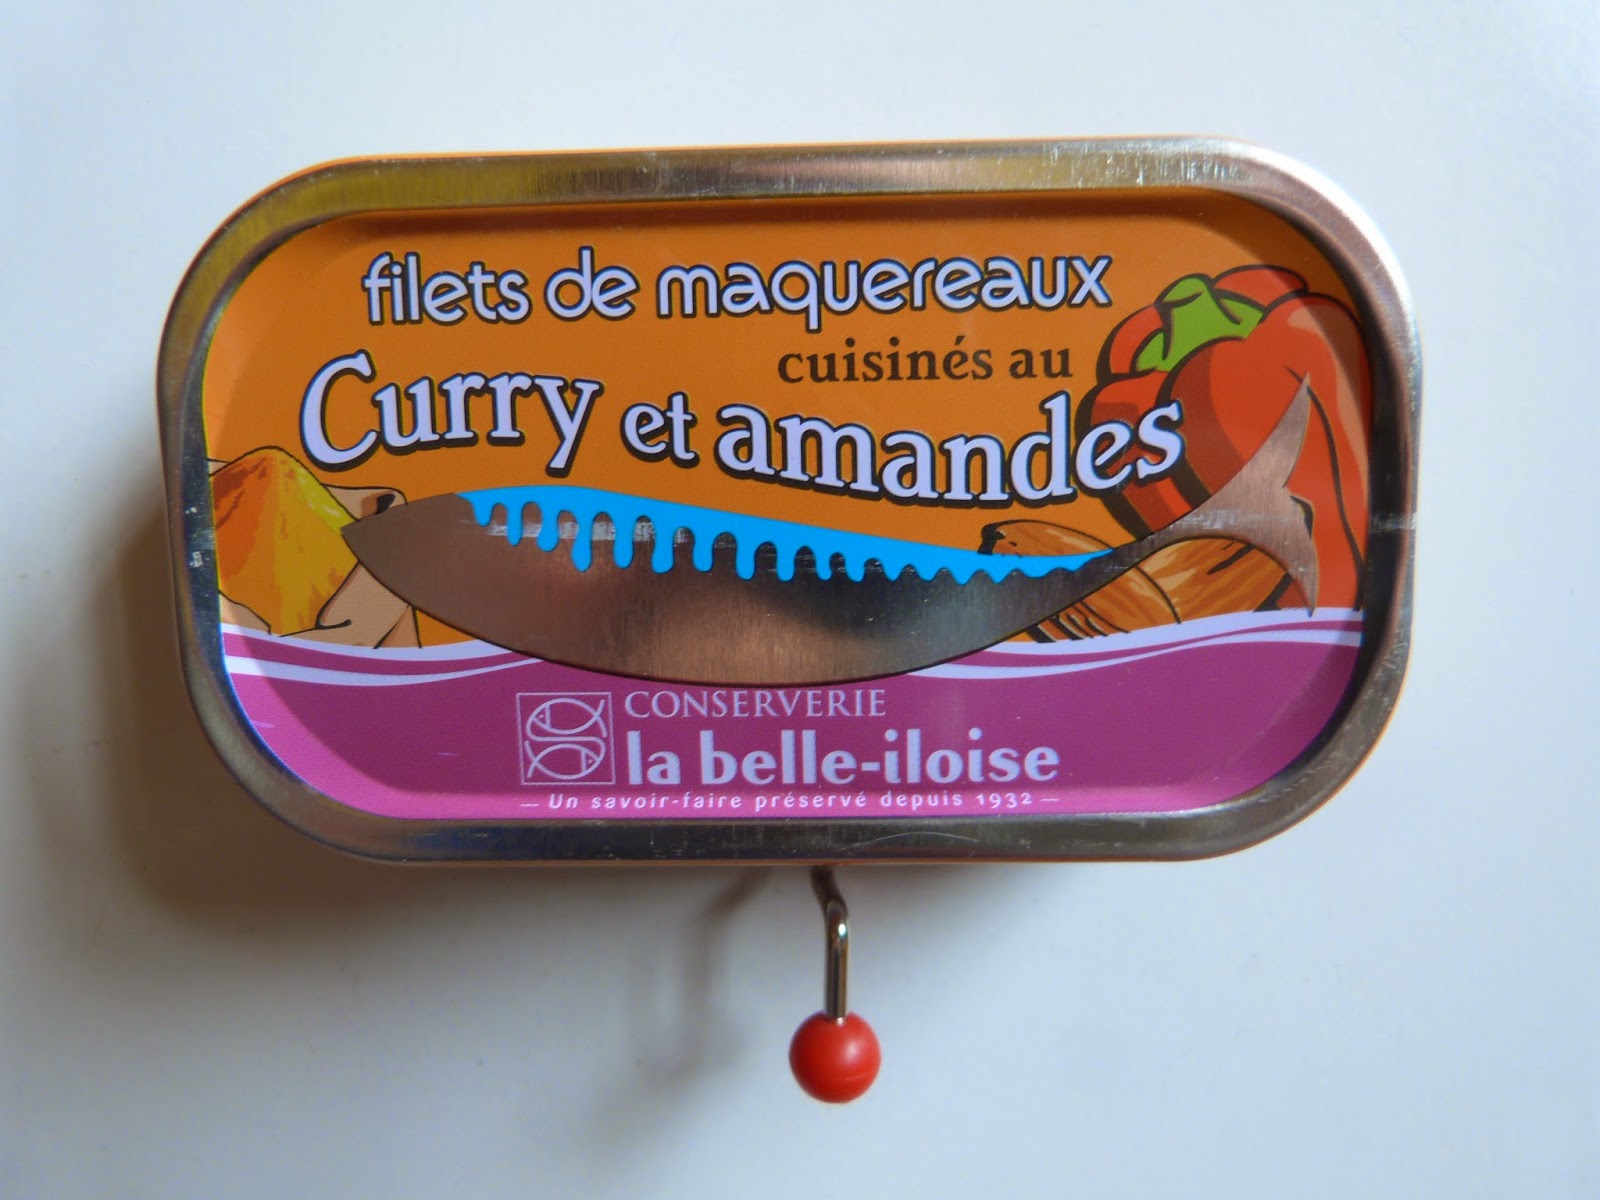 filets de maquereaux
cuisinés au
Curry et amandes
CONSERVERIE
la belle-iloise
— Un savoir-faire préservé depuis 1932 —